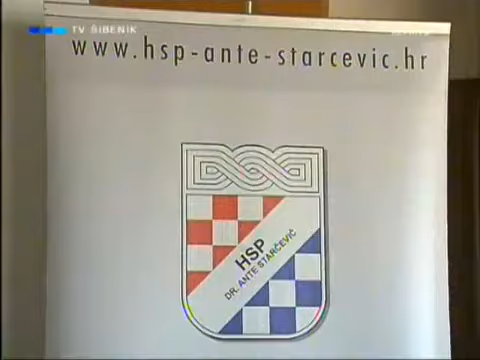 TV ŠIBENIK
www.hsp-ante-starcevic.hr
HSP
DR. ANTE STARČEVIĆ